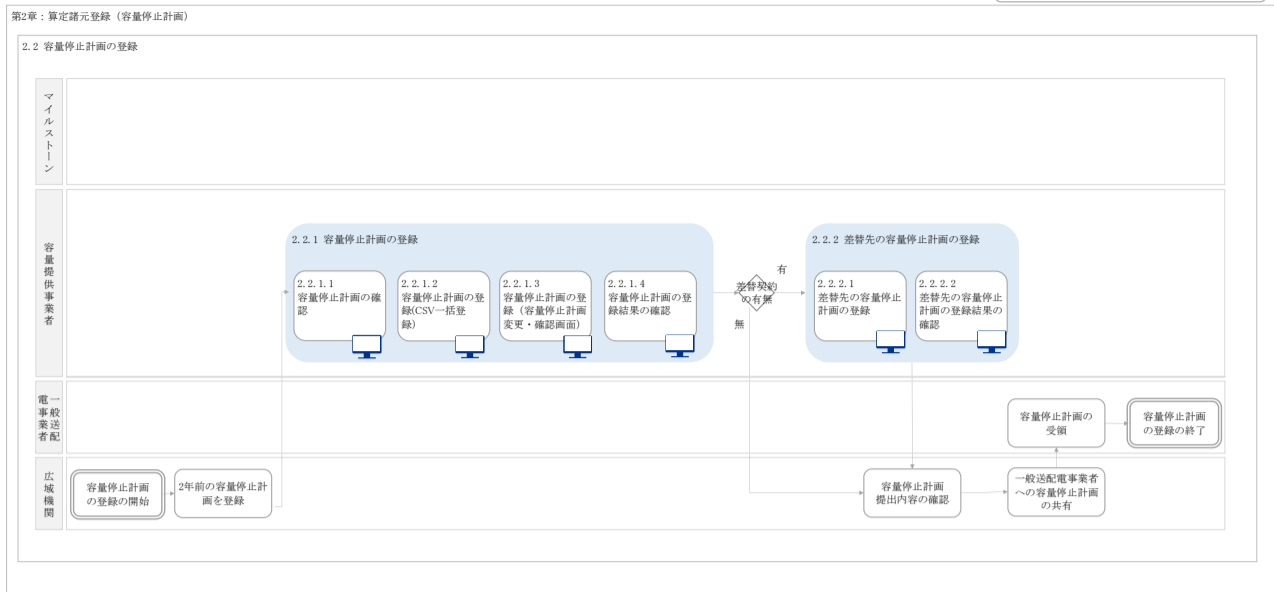 第2章：算定諸元登録（容量停止計画）
2.2 容量停止計画の登録
マイルストーン
容量提供事業者
2.2.1 容量停止計画の登録
2.2.1.1
容量停止計画の確
認
2.2.1.2
容量停止計画の登
録(CSV一括登
録)
2.2.1.3
容量停止計画の登
録（容量停止計画
変更・確認画面）
2.2.1.4
容量停止計画の登
録結果の確認
差替契約
の有無
有
無
2.2.2 差替先の容量停止計画の登録
2.2.2.1
差替先の容量停止
計画の登録
2.2.2.2
差替先の容量停止
計画の登録結果の
確認
一般送配
電事業者
容量停止計画の
受領
容量停止計画
の登録の終了
広域機関
容量停止計画
の登録の開始
2年前の容量停止計
画を登録
容量停止計画
提出内容の確認
一般送配電事業者
への容量停止計画
の共有